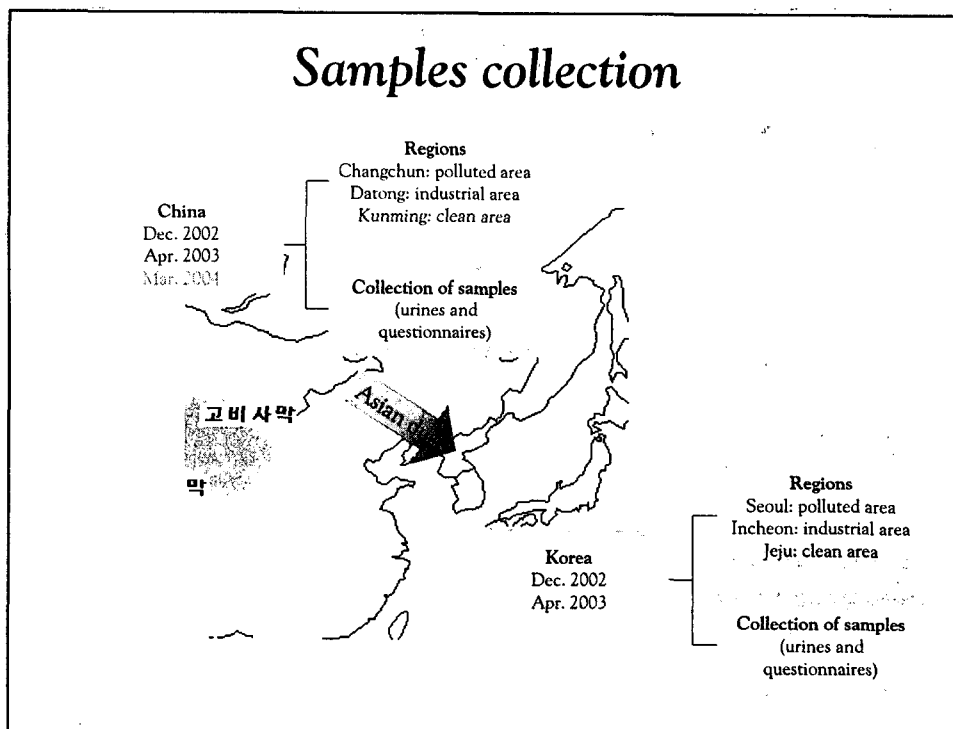 Samples collection
Regions
Changchun: polluted area
Datong: industrial area
Kunming: clean area
China
Dec. 2002
Apr. 2003
Mar. 2004
Collection of samples
(urines and
questionnaires)
Asian
고비사막
막
Regions
Seoul: polluted area
Incheon: industrial area
Jeju: clean area
Korea
Dec. 2002
Apr. 2003
Collection of samples
(urines and
questionnaires)